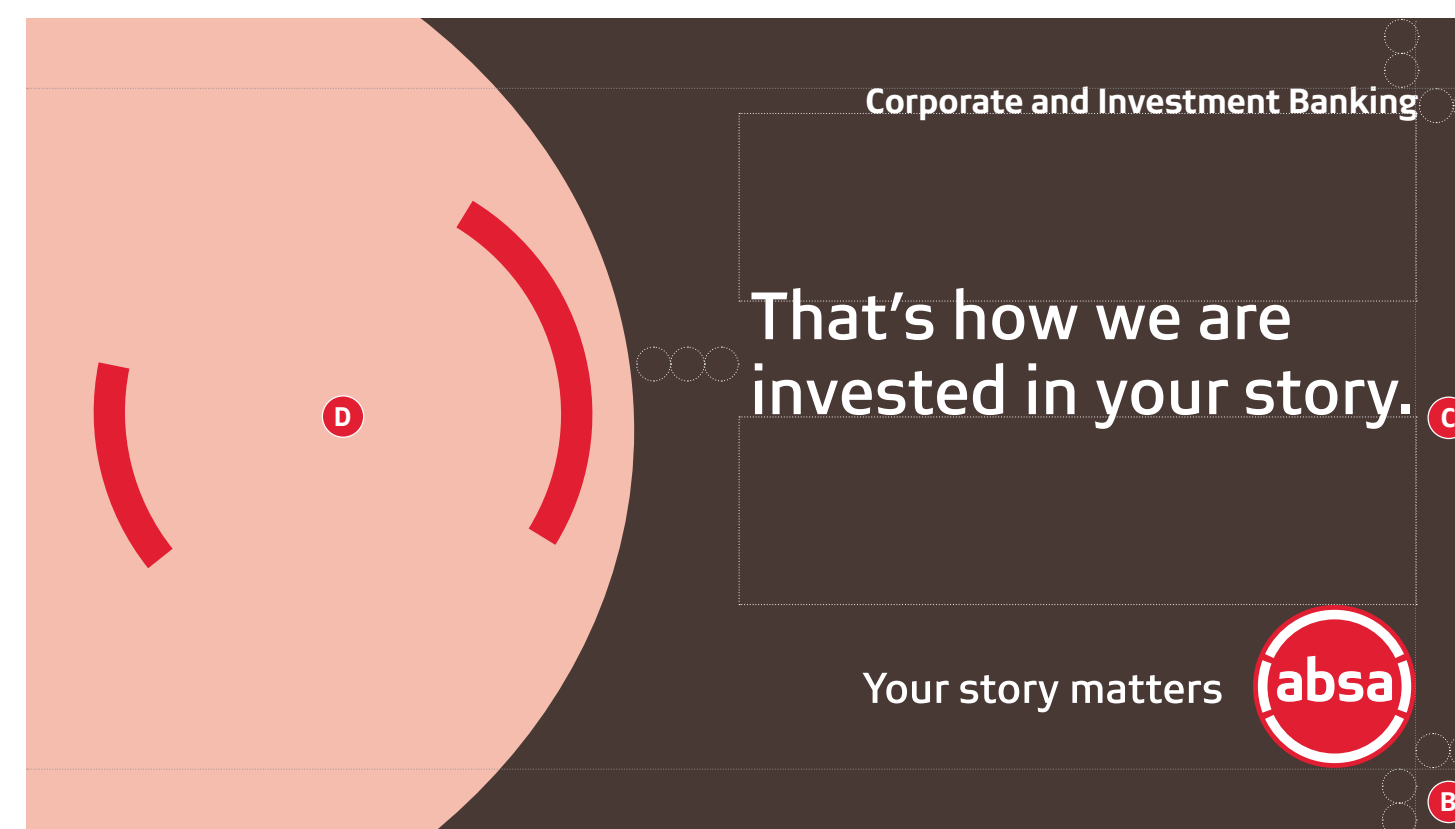 Corporate and Investment Banking
That’s how we are
invested in your story.
D
C
Your story matters
absa
B